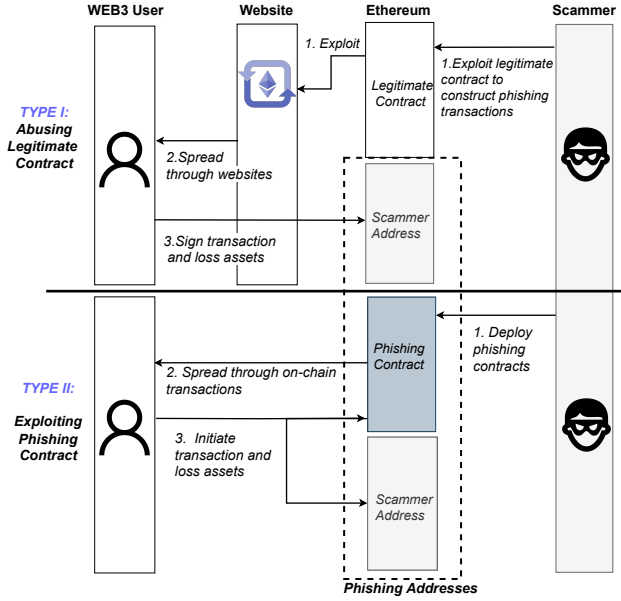 WEB3 User
Website
Ethereum
Scammer
1. Exploit
1.Exploit legitimate
contract to
construct phishing
transactions
Legitimate
Contract
TYPE I:
Abusing
Legitimate
Contract
2.Spread
through websites
Scammer
Address
3.Sign transaction
and loss assets
1. Deploy
phishing
contracts
Phishing
Contract
2. Spread through on-chain
transactions
TYPE II:
Exploiting
Phishing
Contract
3. Initiate
transaction and
loss assets
Scammer
Address
Phishing Addresses